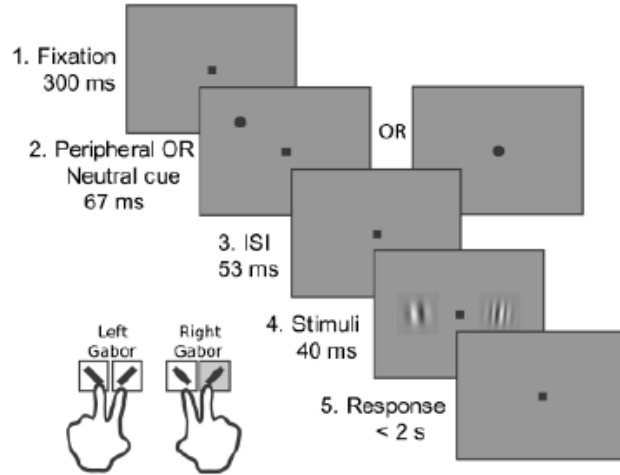 1. Fixation
300 ms
2. Peripheral OR
Neutral cue
67 ms
OR
3. ISI
53 ms
4. Stimuli
40 ms
5. Response
< 2 s
Left
Gabor
Right
Gabor